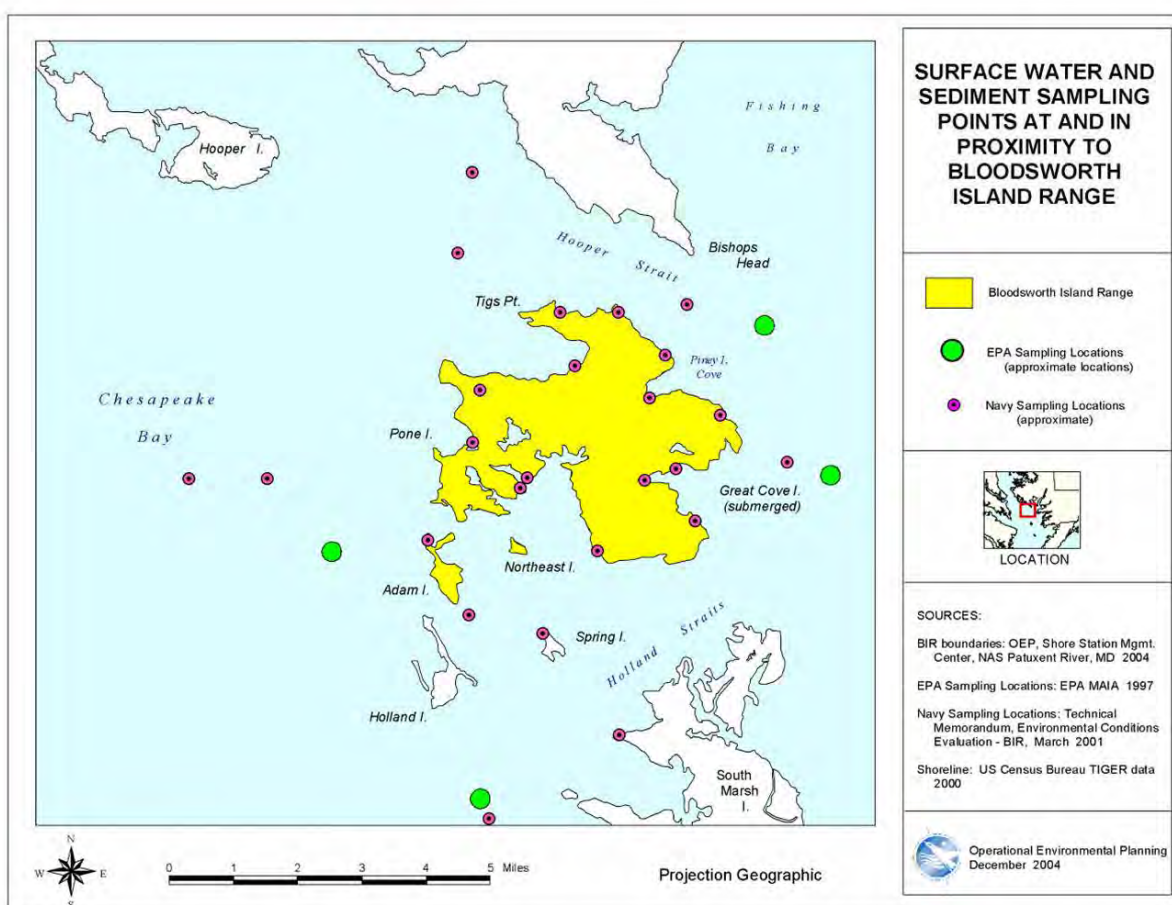 SURFACE WATER AND
SEDIMENT SAMPLING
POINTS AT AND IN
PROXIMITY TO
BLOODSWORTH
ISLAND RANGE
Fishing
Bay
Hooper I.
Hooper Strait
Bishops
Head
Tigs Pt.
Piney I.
Cove
Chesapeake
Bay
Pone I.
Great Cove I.
(submerged)
Northeast I.
Adam I.
Spring I.
Holland Straits
Holland I.
South
Marsh
I.
Bloodsworth Island Range
EPA Sampling Locations
(approximate locations)
Navy Sampling Locations
(approximate)
LOCATION
SOURCES:
BIR boundaries: OEP, Shore Station Mgmt.
Center, NAS Patuxent River, MD 2004
EPA Sampling Locations: EPA MAIA 1997
Navy Sampling Locations: Technical
Memorandum, Environmental Conditions
Evaluation - BIR, March 2001
Shoreline: US Census Bureau TIGER data
2000
Operational Environmental Planning
December 2004
N
W E
S
0 1 2 3 4 5 Miles
Projection Geographic